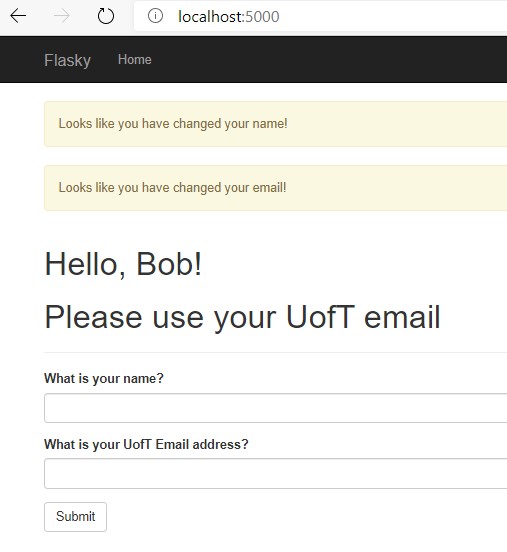 localhost:5000
Flasky Home
Looks like you have changed your name!
Looks like you have changed your email!
Hello, Bob!
Please use your UofT email
What is your name?
What is your UofT Email address?
Submit